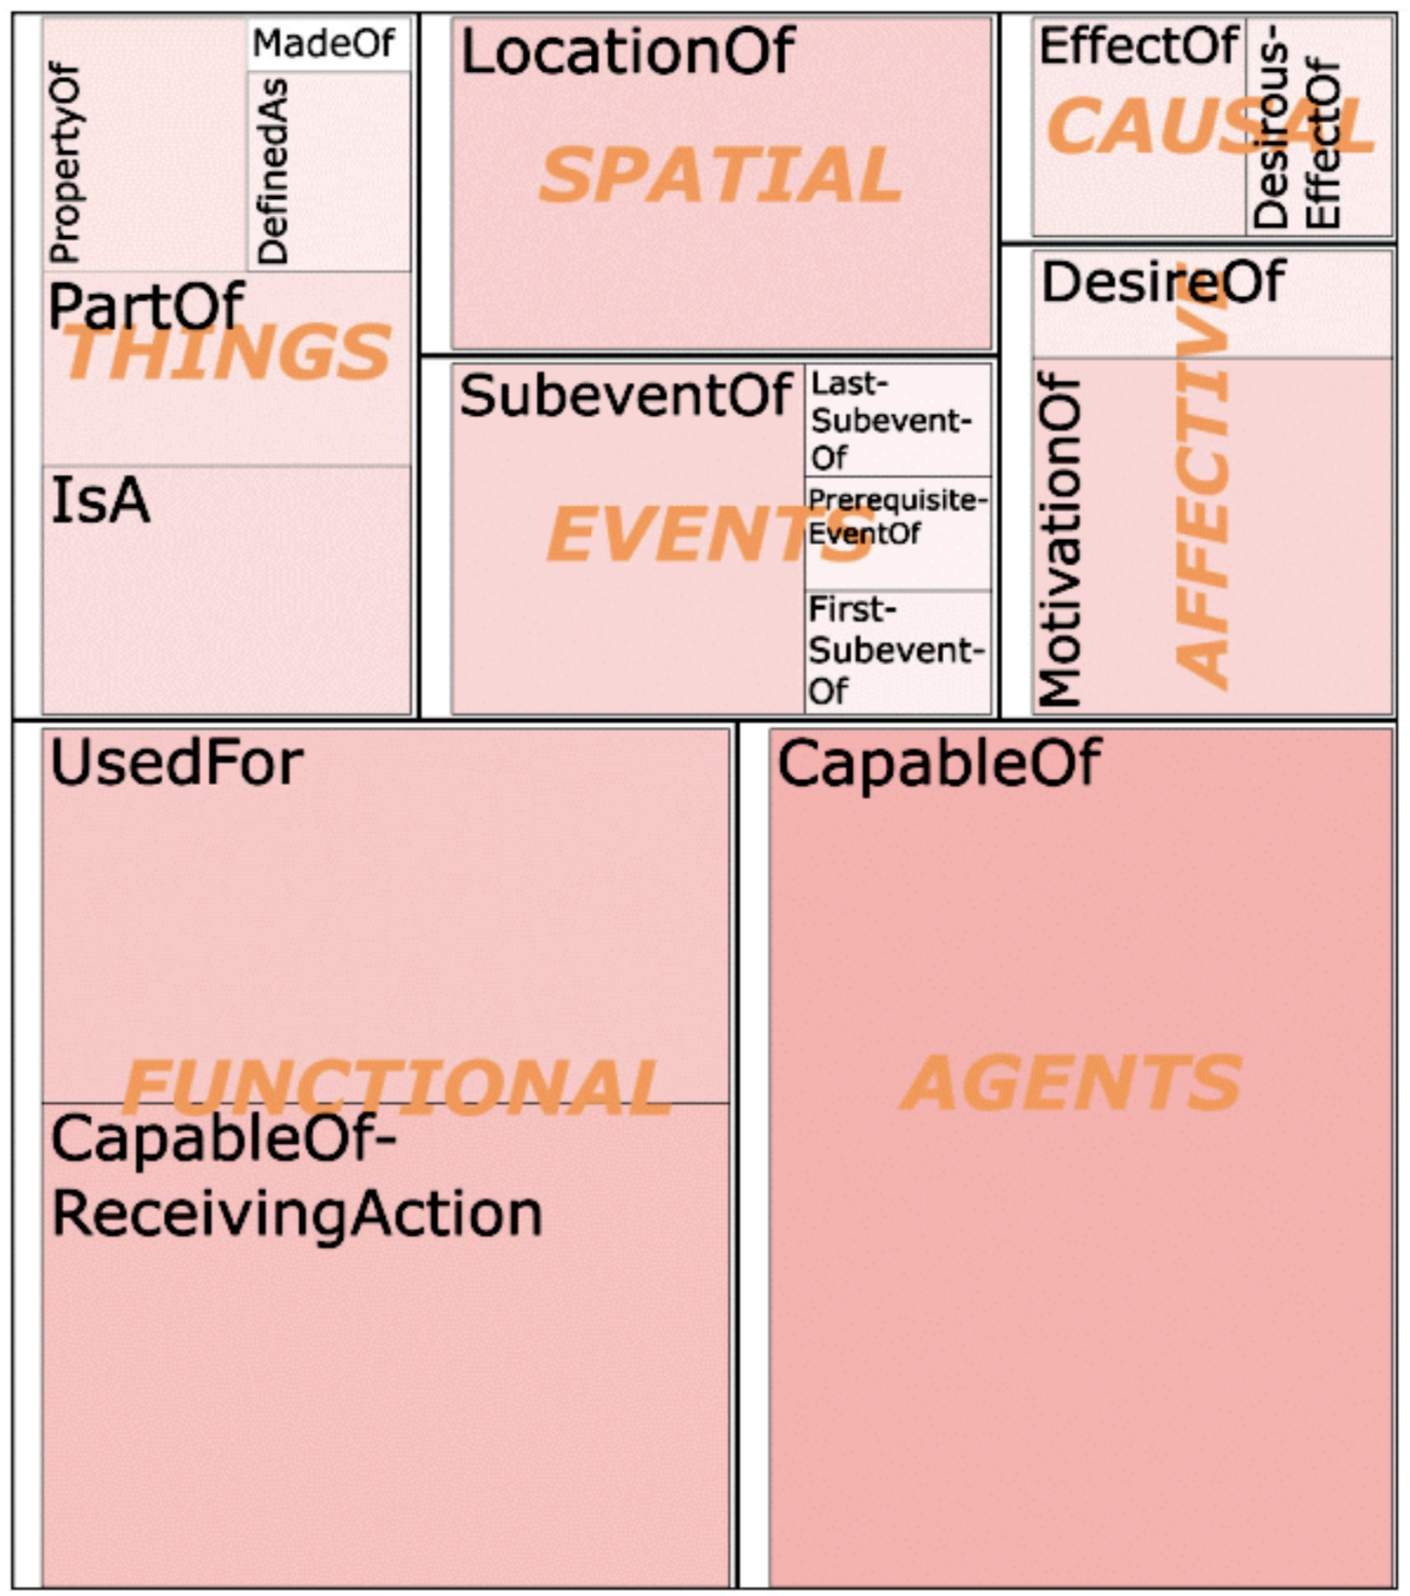 PropertyOf
MadeOf
DefinedAs
PartOf
THINGS
IsA
LocationOf
SPATIAL
SubeventOf
EVENTS
Last-
Subevent-
Of
Prerequisite-
EventOf
First-
Subevent-
Of
EffectOf
Desirous-
EffectOf
CAUSAL
DesireOf
MotivationOf
AFFECTIVE
UsedFor
FUNCTIONAL
CapableOf-
ReceivingAction
CapableOf
AGENTS